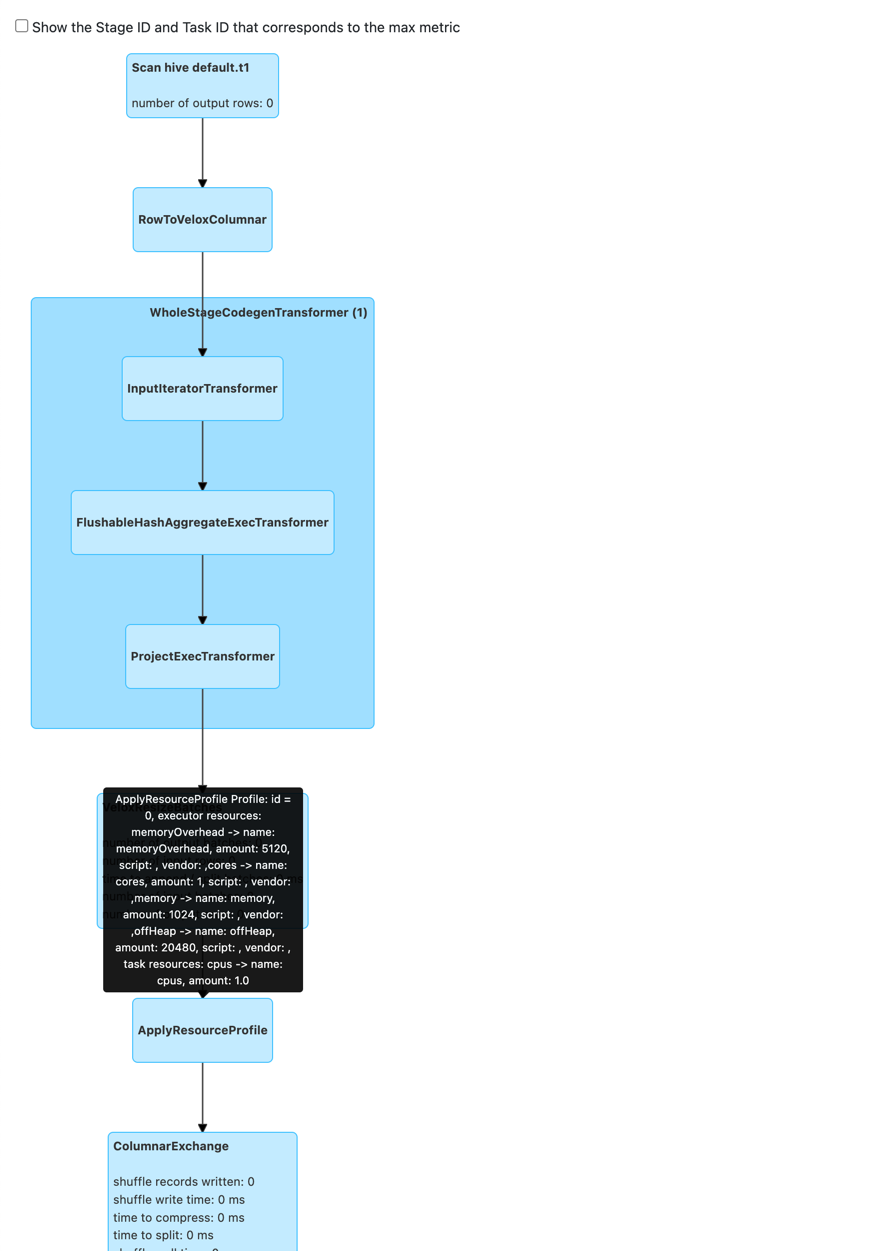 Show the Stage ID and Task ID that corresponds to the max metric
Scan hive default.t1
number of output rows: 0
RowToVeloxColumnar
WholeStageCodegenTransformer (1)
InputIteratorTransformer
FlushableHashAggregateExecTransformer
ProjectExecTransformer
ApplyResourceProfile Profile: id =
0, executor resources:
memoryOverhead -> name:
memoryOverhead, amount: 5120,
script: , vendor: ,cores -> name:
cores, amount: 1, script: , vendor:
,memory -> name: memory,
amount: 1024, script: , vendor:
,offHeap -> name: offHeap,
amount: 20480, script: , vendor: ,
task resources: cpus -> name:
cpus, amount: 1.0
ApplyResourceProfile
ColumnarExchange
shuffle records written: 0
shuffle write time: 0 ms
time to compress: 0 ms
time to split: 0 ms